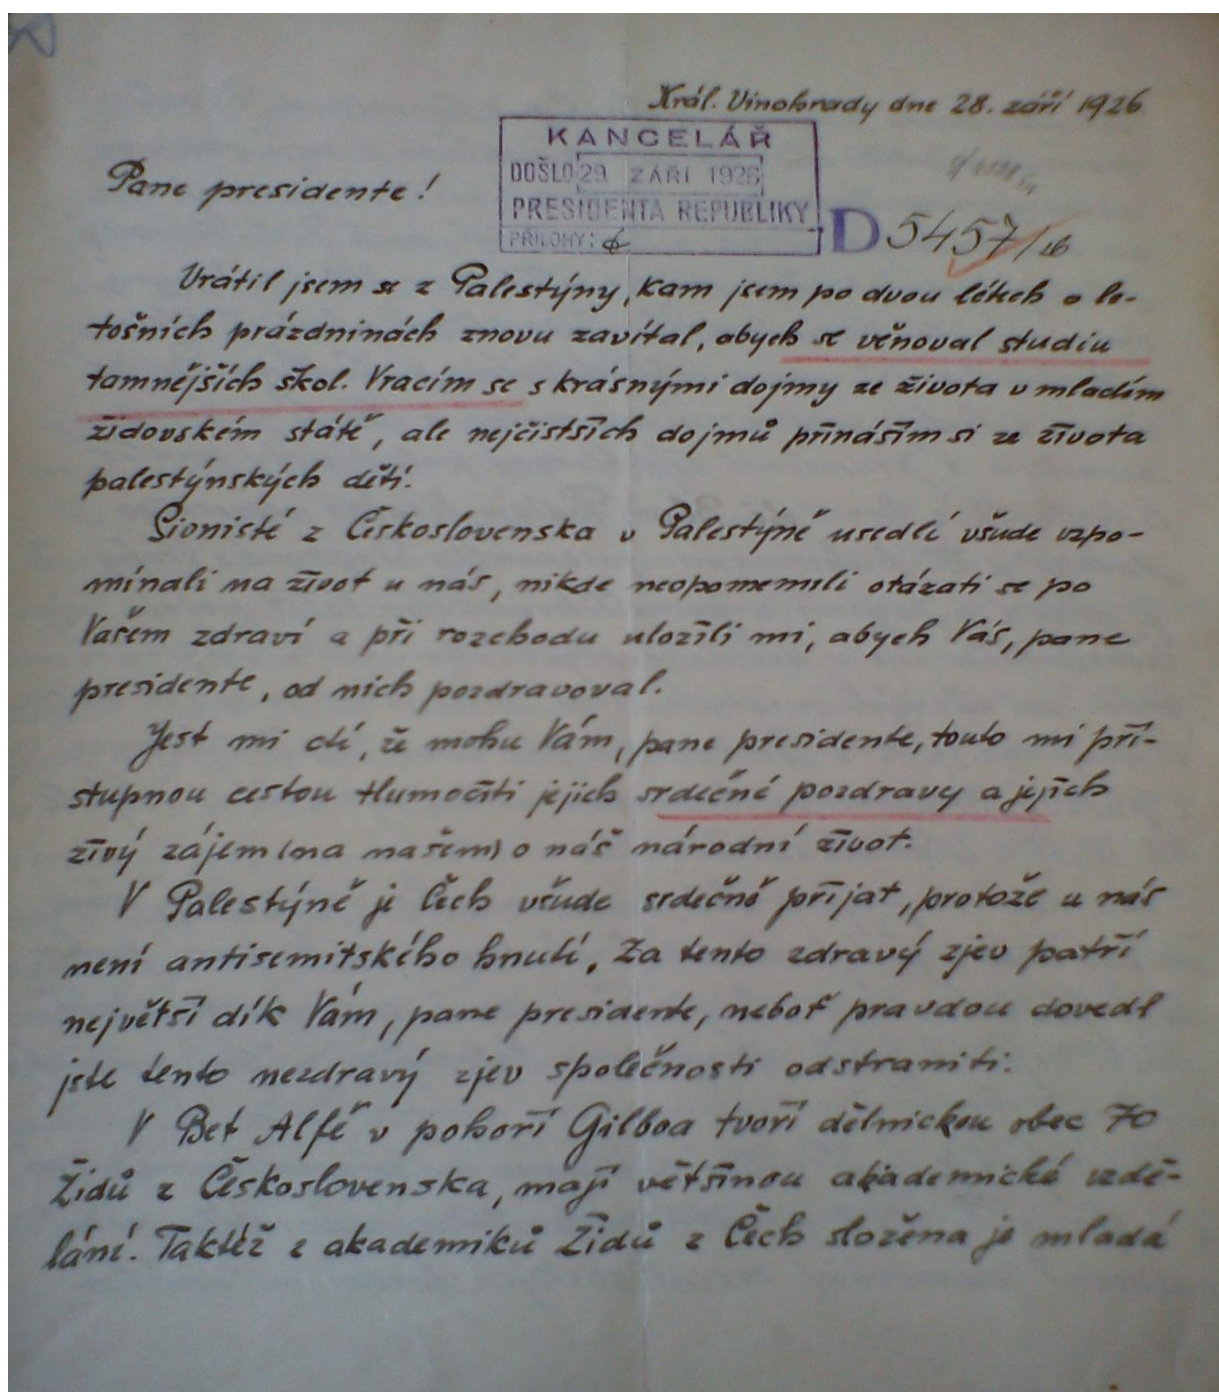 Král. Vinohrady dne 28. září 1926
KANCELÁŘ
DOŠLO 29 ZÁŘÍ 1926
PRESIDENTA REPUBLIKY
PŘÍLOHY:
Pane presidente!
D 5457/26
Vrátil jsem se z Palestýny, kam jsem po dvou létech o le-
tošních prázdninách znovu zavítal, abych se věnoval studiu
tamnějších škol. Vracím se s krásnými dojmy ze života v mladém
židovském státě, ale nejčistších dojmů přináším si ze života
palestýnských dětí.
Sionisté z Československa v Palestýně usedlí všude vzpo-
mínali na život u nás, nikde neopomenuli otázati se po
Vašem zdraví a při rozchodu uložili mi, abych Vás, pane
presidente, od nich pozdravoval.
Jest mi ctí, že mohu Vám, pane presidente, touto mi pří-
stupnou cestou tlumočiti jejich srdečné pozdravy a jejich
živý zájem (na našem) o náš národní život.
V Palestýně je Čech všude srdečně přijat, protože u nás
není antisemitského hnutí. Za tento zdravý zjev patří
největší dík Vám, pane presidente, neboť pravdou dovedl
jste tento nezdravý zjev společnosti odstraniti.
V Bet Alfě v pohoří Gilboa tvoří dělnickou obec 70
Židů z Československa, mají většinou akademické vzdě-
lání. Taktéž z akademiků Židů z Čech složena je mladá